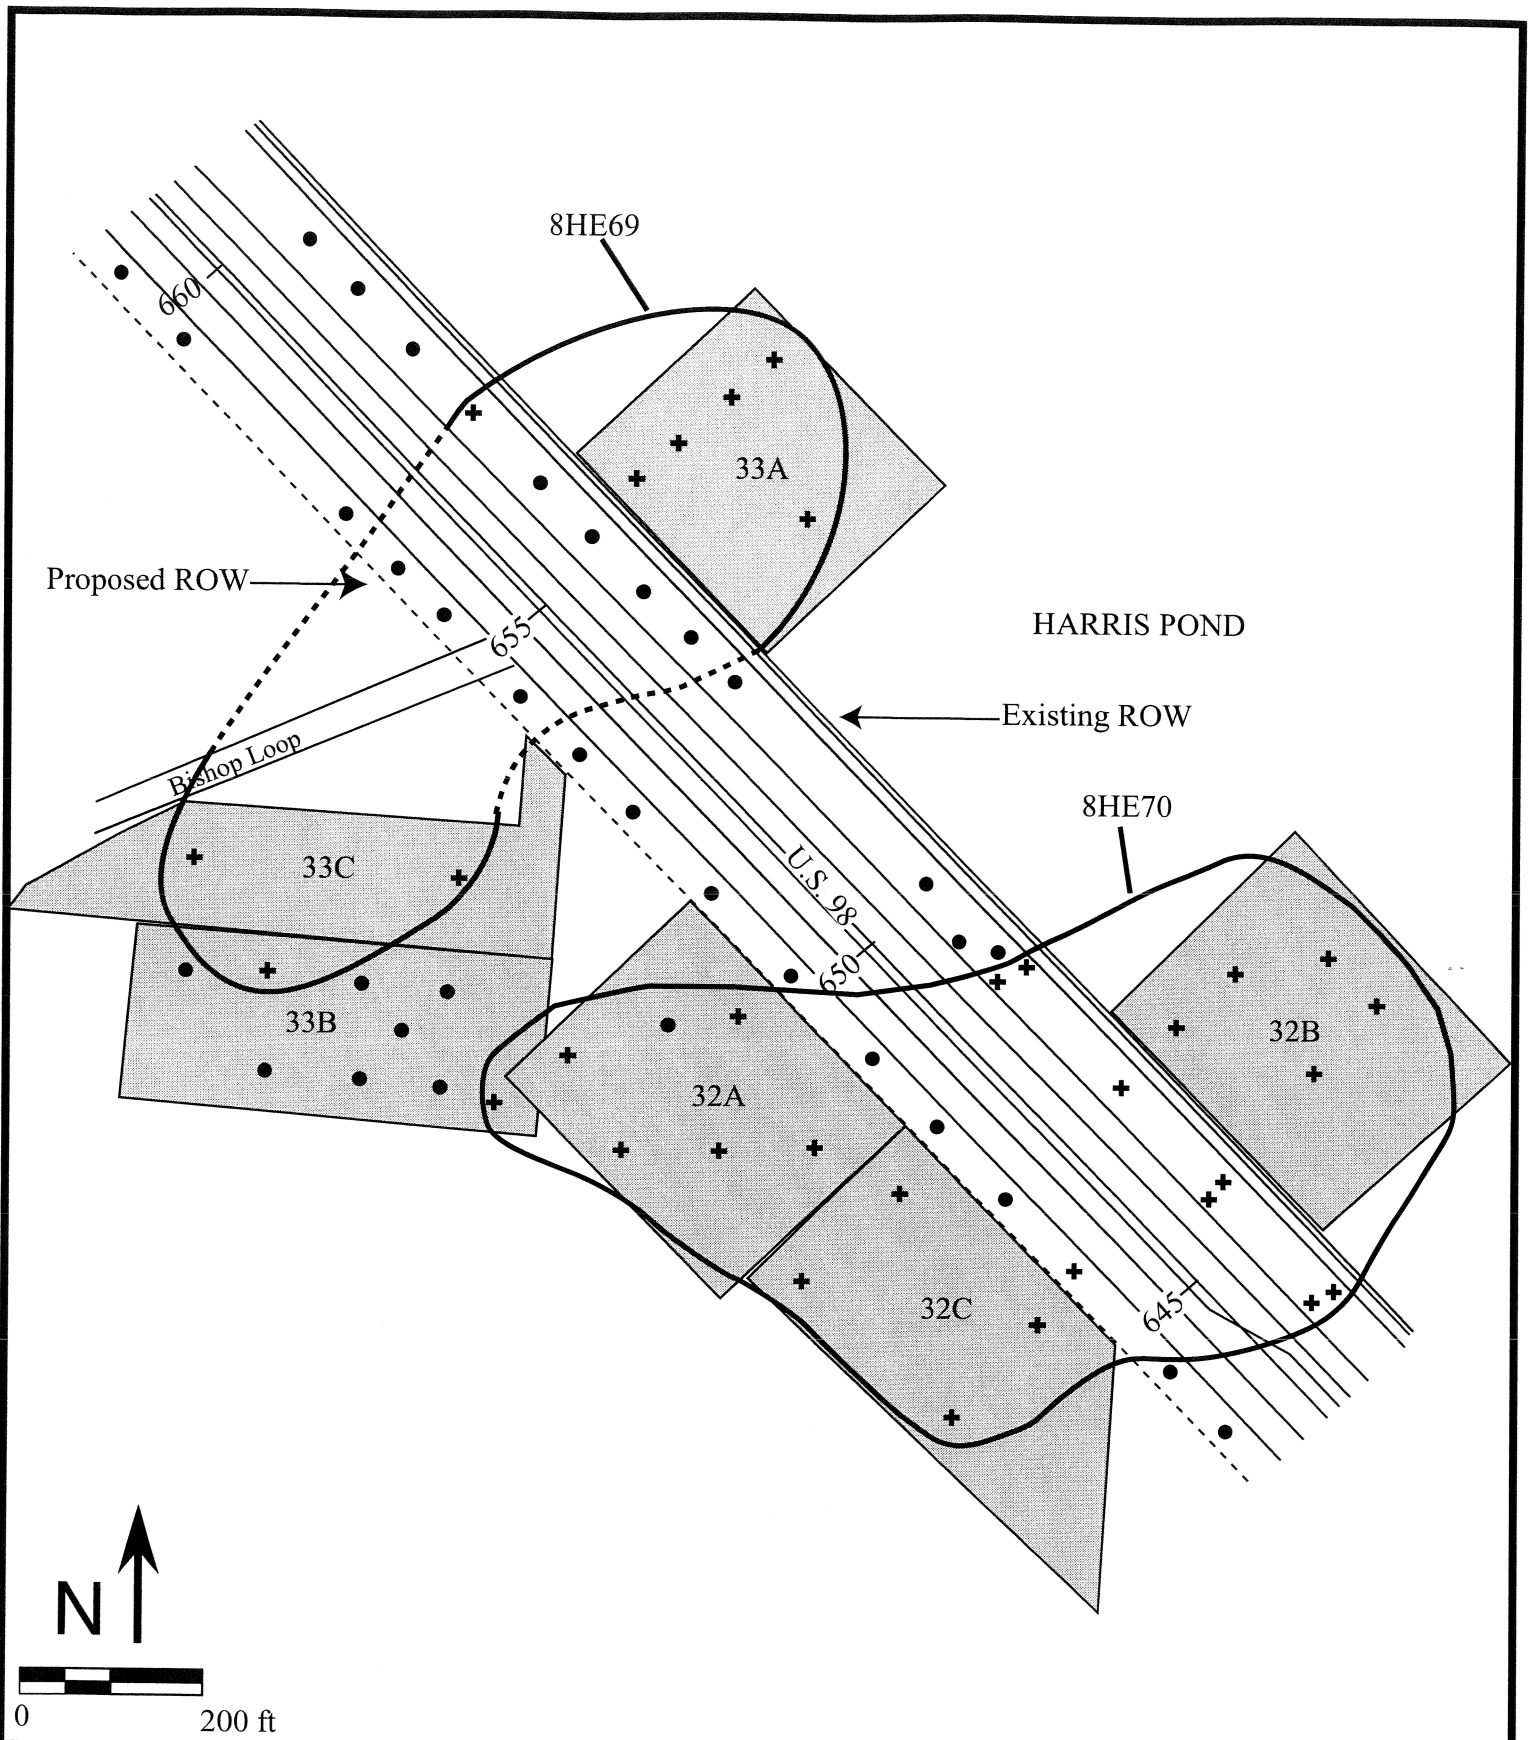 8HE69
660
33A
Proposed ROW
HARRIS POND
655
Existing ROW
Bishop Loop
8HE70
33C
U.S. 98
650
33B
32B
32A
32C
645
N
0
200 ft